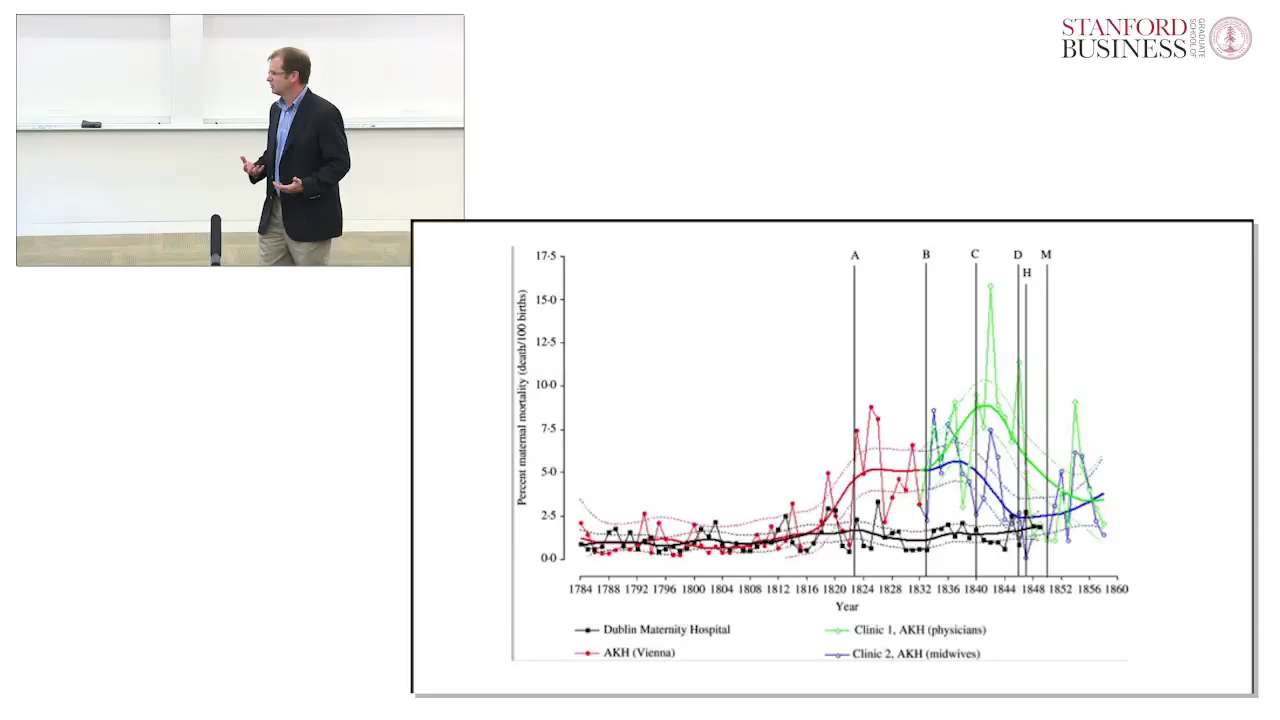 STANFORD
BUSINESS
GRADUATE
SCHOOL OF
A
B
C
D
M
H
Percent maternal mortality (death/100 births)
17·5
15·0
12·5
10·0
7·5
5·0
2·5
0·0
1784 1788 1792 1796 1800 1804 1808 1812 1816 1820 1824 1828 1832 1836 1840 1844 1848 1852 1856 1860
Year
Dublin Maternity Hospital
AKH (Vienna)
Clinic 1, AKH (physicians)
Clinic 2, AKH (midwives)